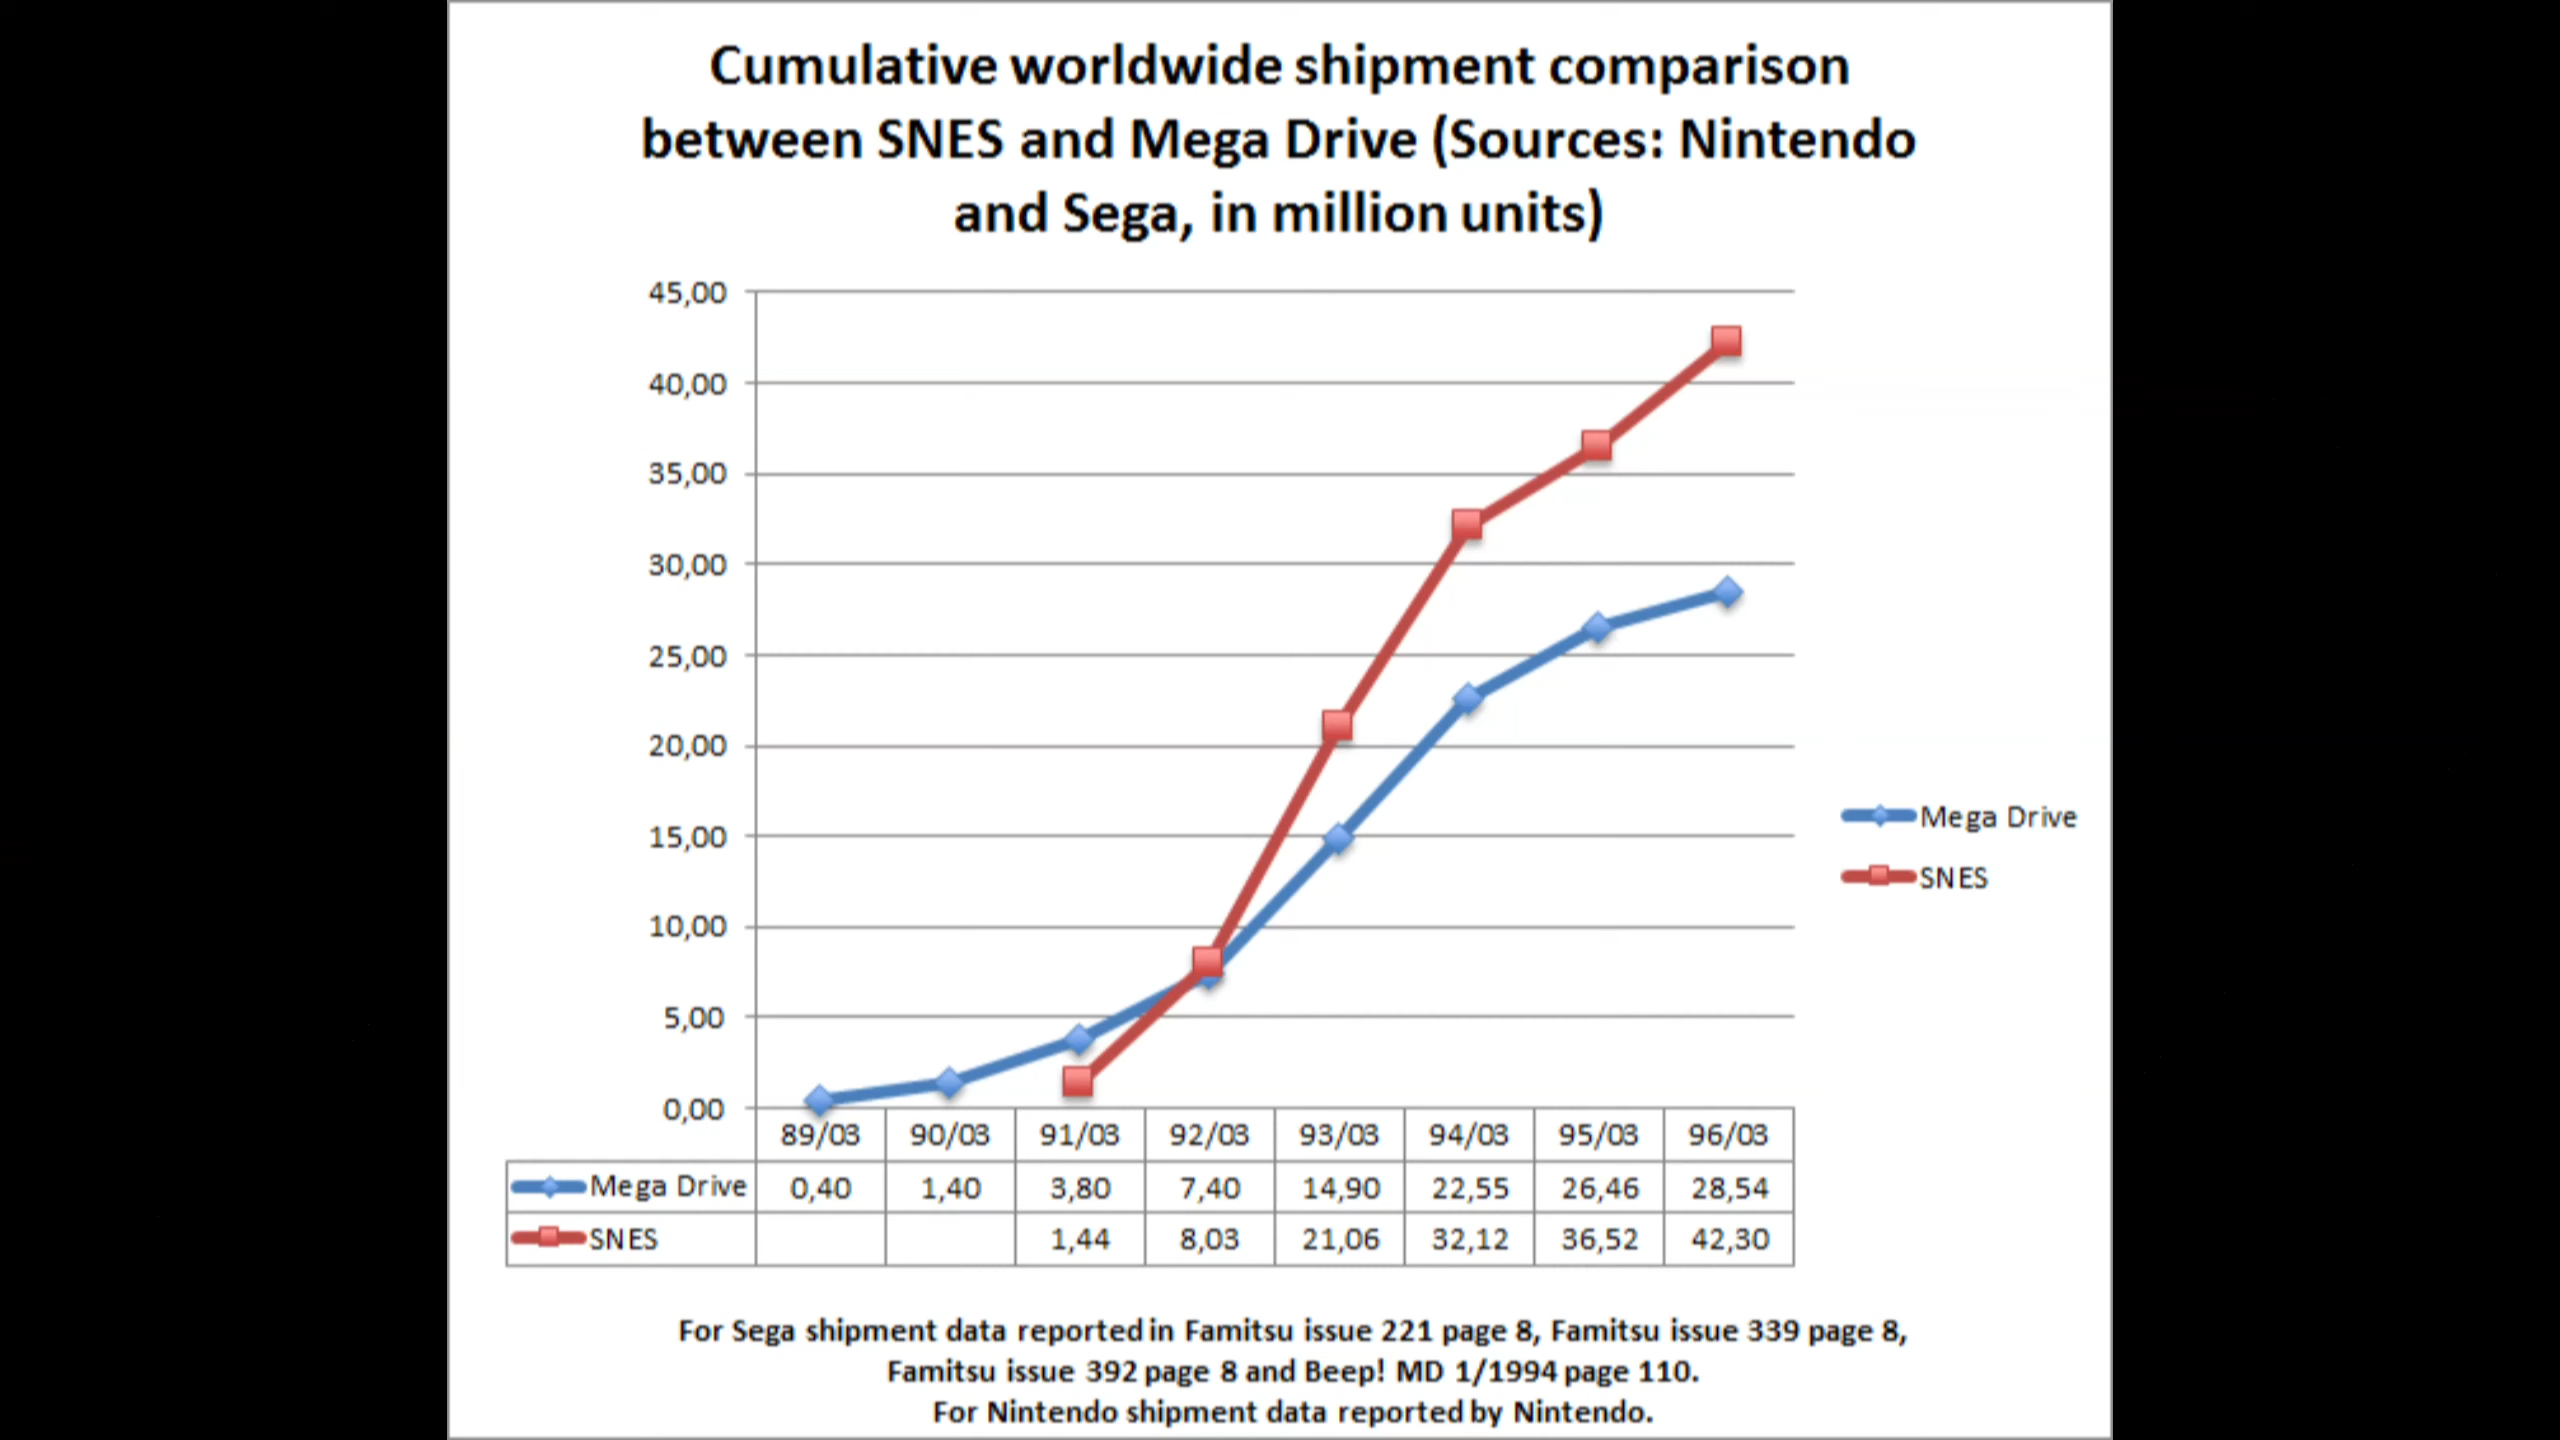 Cumulative worldwide shipment comparison
between SNES and Mega Drive (Sources: Nintendo
and Sega, in million units)
45,00
40,00
35,00
30,00
25,00
20,00
15,00
10,00
5,00
0,00
Mega Drive
SNES
89/03 90/03 91/03 92/03 93/03 94/03 95/03 96/03
Mega Drive 0,40 1,40 3,80 7,40 14,90 22,55 26,46 28,54
SNES 1,44 8,03 21,06 32,12 36,52 42,30
For Sega shipment data reported in Famitsu issue 221 page 8, Famitsu issue 339 page 8,
Famitsu issue 392 page 8 and Beep! MD 1/1994 page 110.
For Nintendo shipment data reported by Nintendo.